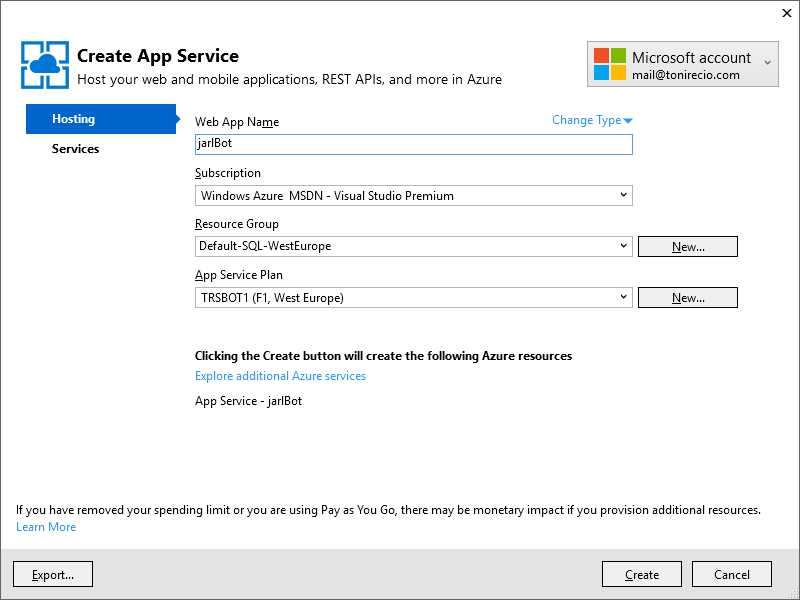 Create App Service
Host your web and mobile applications, REST APIs, and more in Azure
Microsoft account
mail@tonirecio.com
Hosting
Services
Web App Name
Change Type
jarlBot
Subscription
Windows Azure  MSDN - Visual Studio Premium
Resource Group
Default-SQL-WestEurope
New...
App Service Plan
TRSBOT1 (F1, West Europe)
New...
Clicking the Create button will create the following Azure resources
Explore additional Azure services
App Service - jarlBot
If you have removed your spending limit or you are using Pay as You Go, there may be monetary impact if you provision additional resources.
Learn More
Export...
Create
Cancel